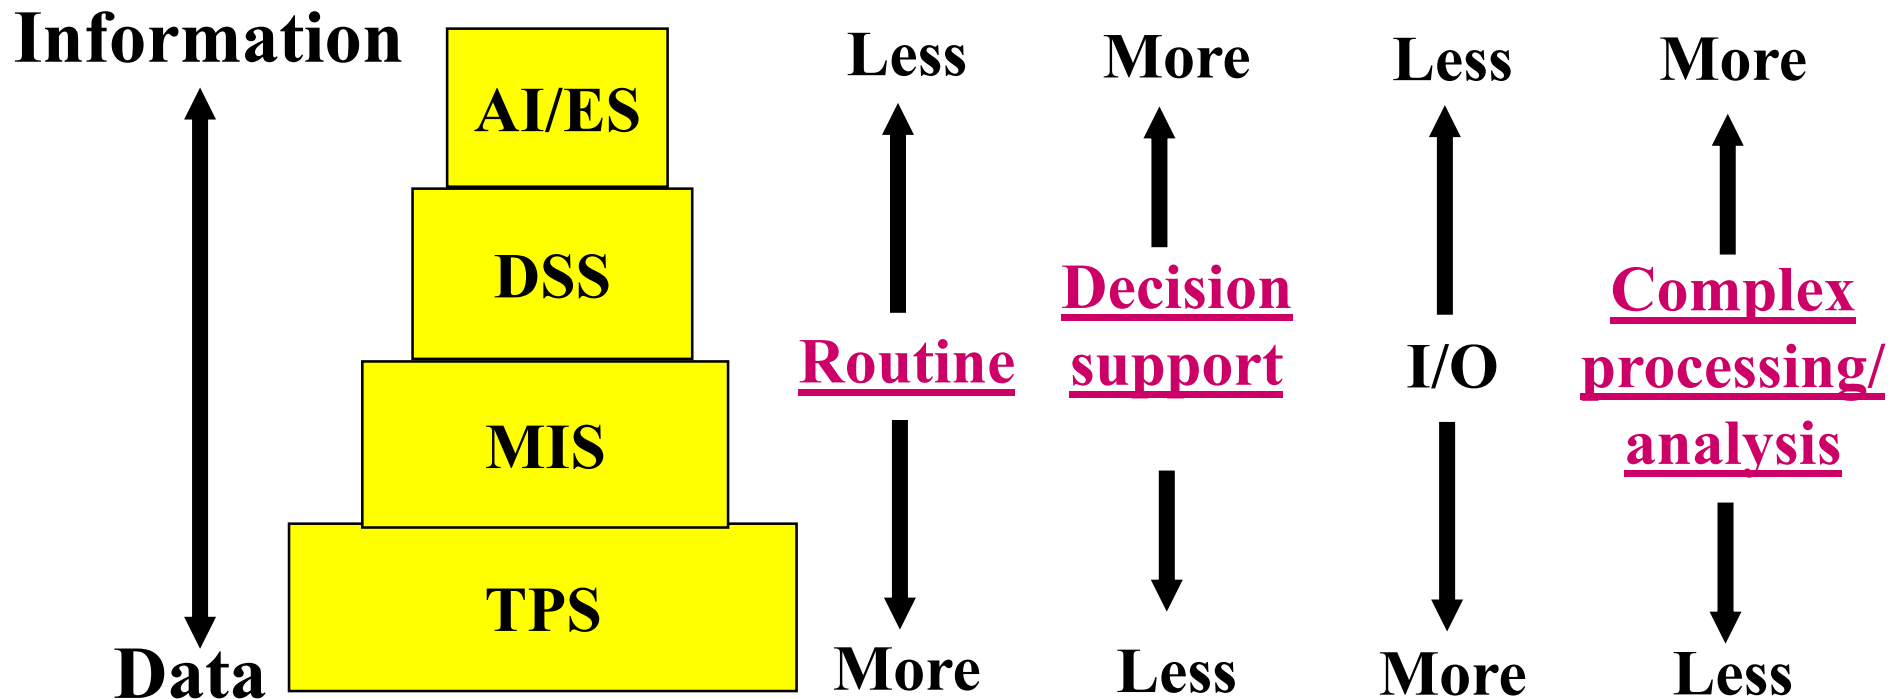 Information
AI/ES
DSS
MIS
TPS
Data
Less
Routine
More
More
Decision
support
Less
Less
I/O
More
More
Complex
processing/
analysis
Less